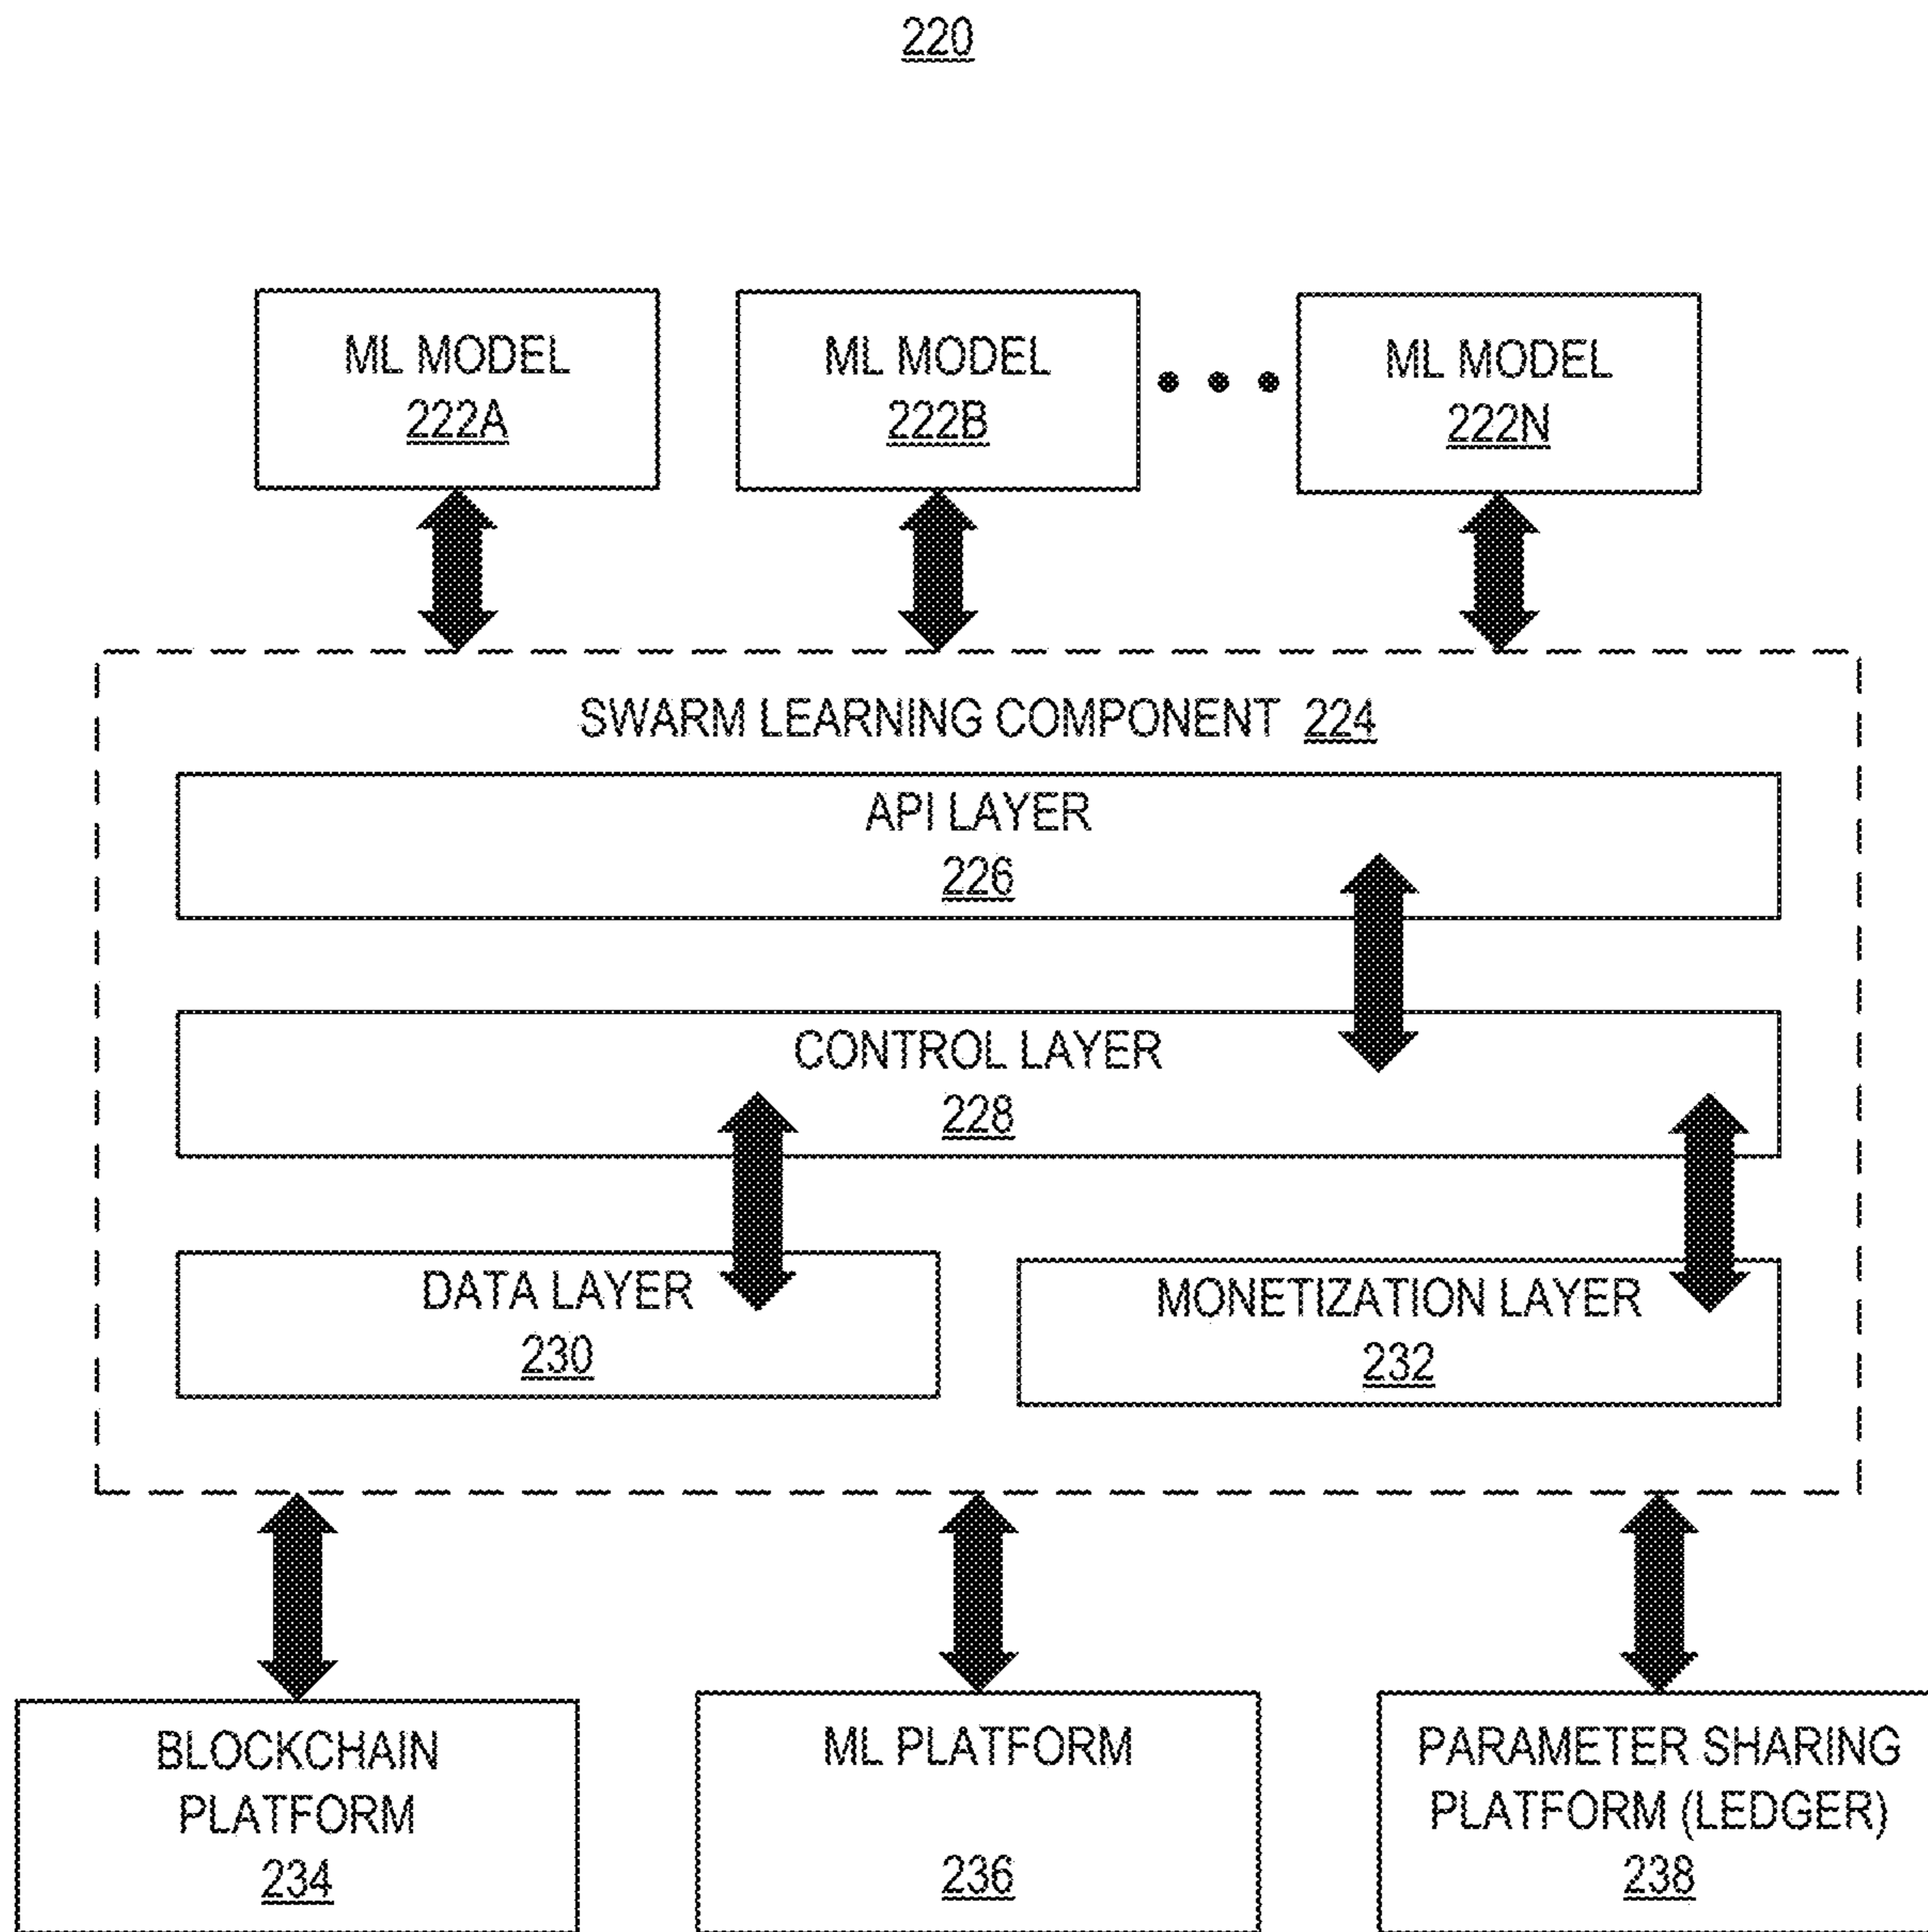 220
ML MODEL
222A
ML MODEL
222B
ML MODEL
222N
SWARM LEARNING COMPONENT 224
API LAYER
226
CONTROL LAYER
228
DATA LAYER
230
MONETIZATION LAYER
232
BLOCKCHAIN
PLATFORM
234
ML PLATFORM
236
PARAMETER SHARING
PLATFORM (LEDGER)
238